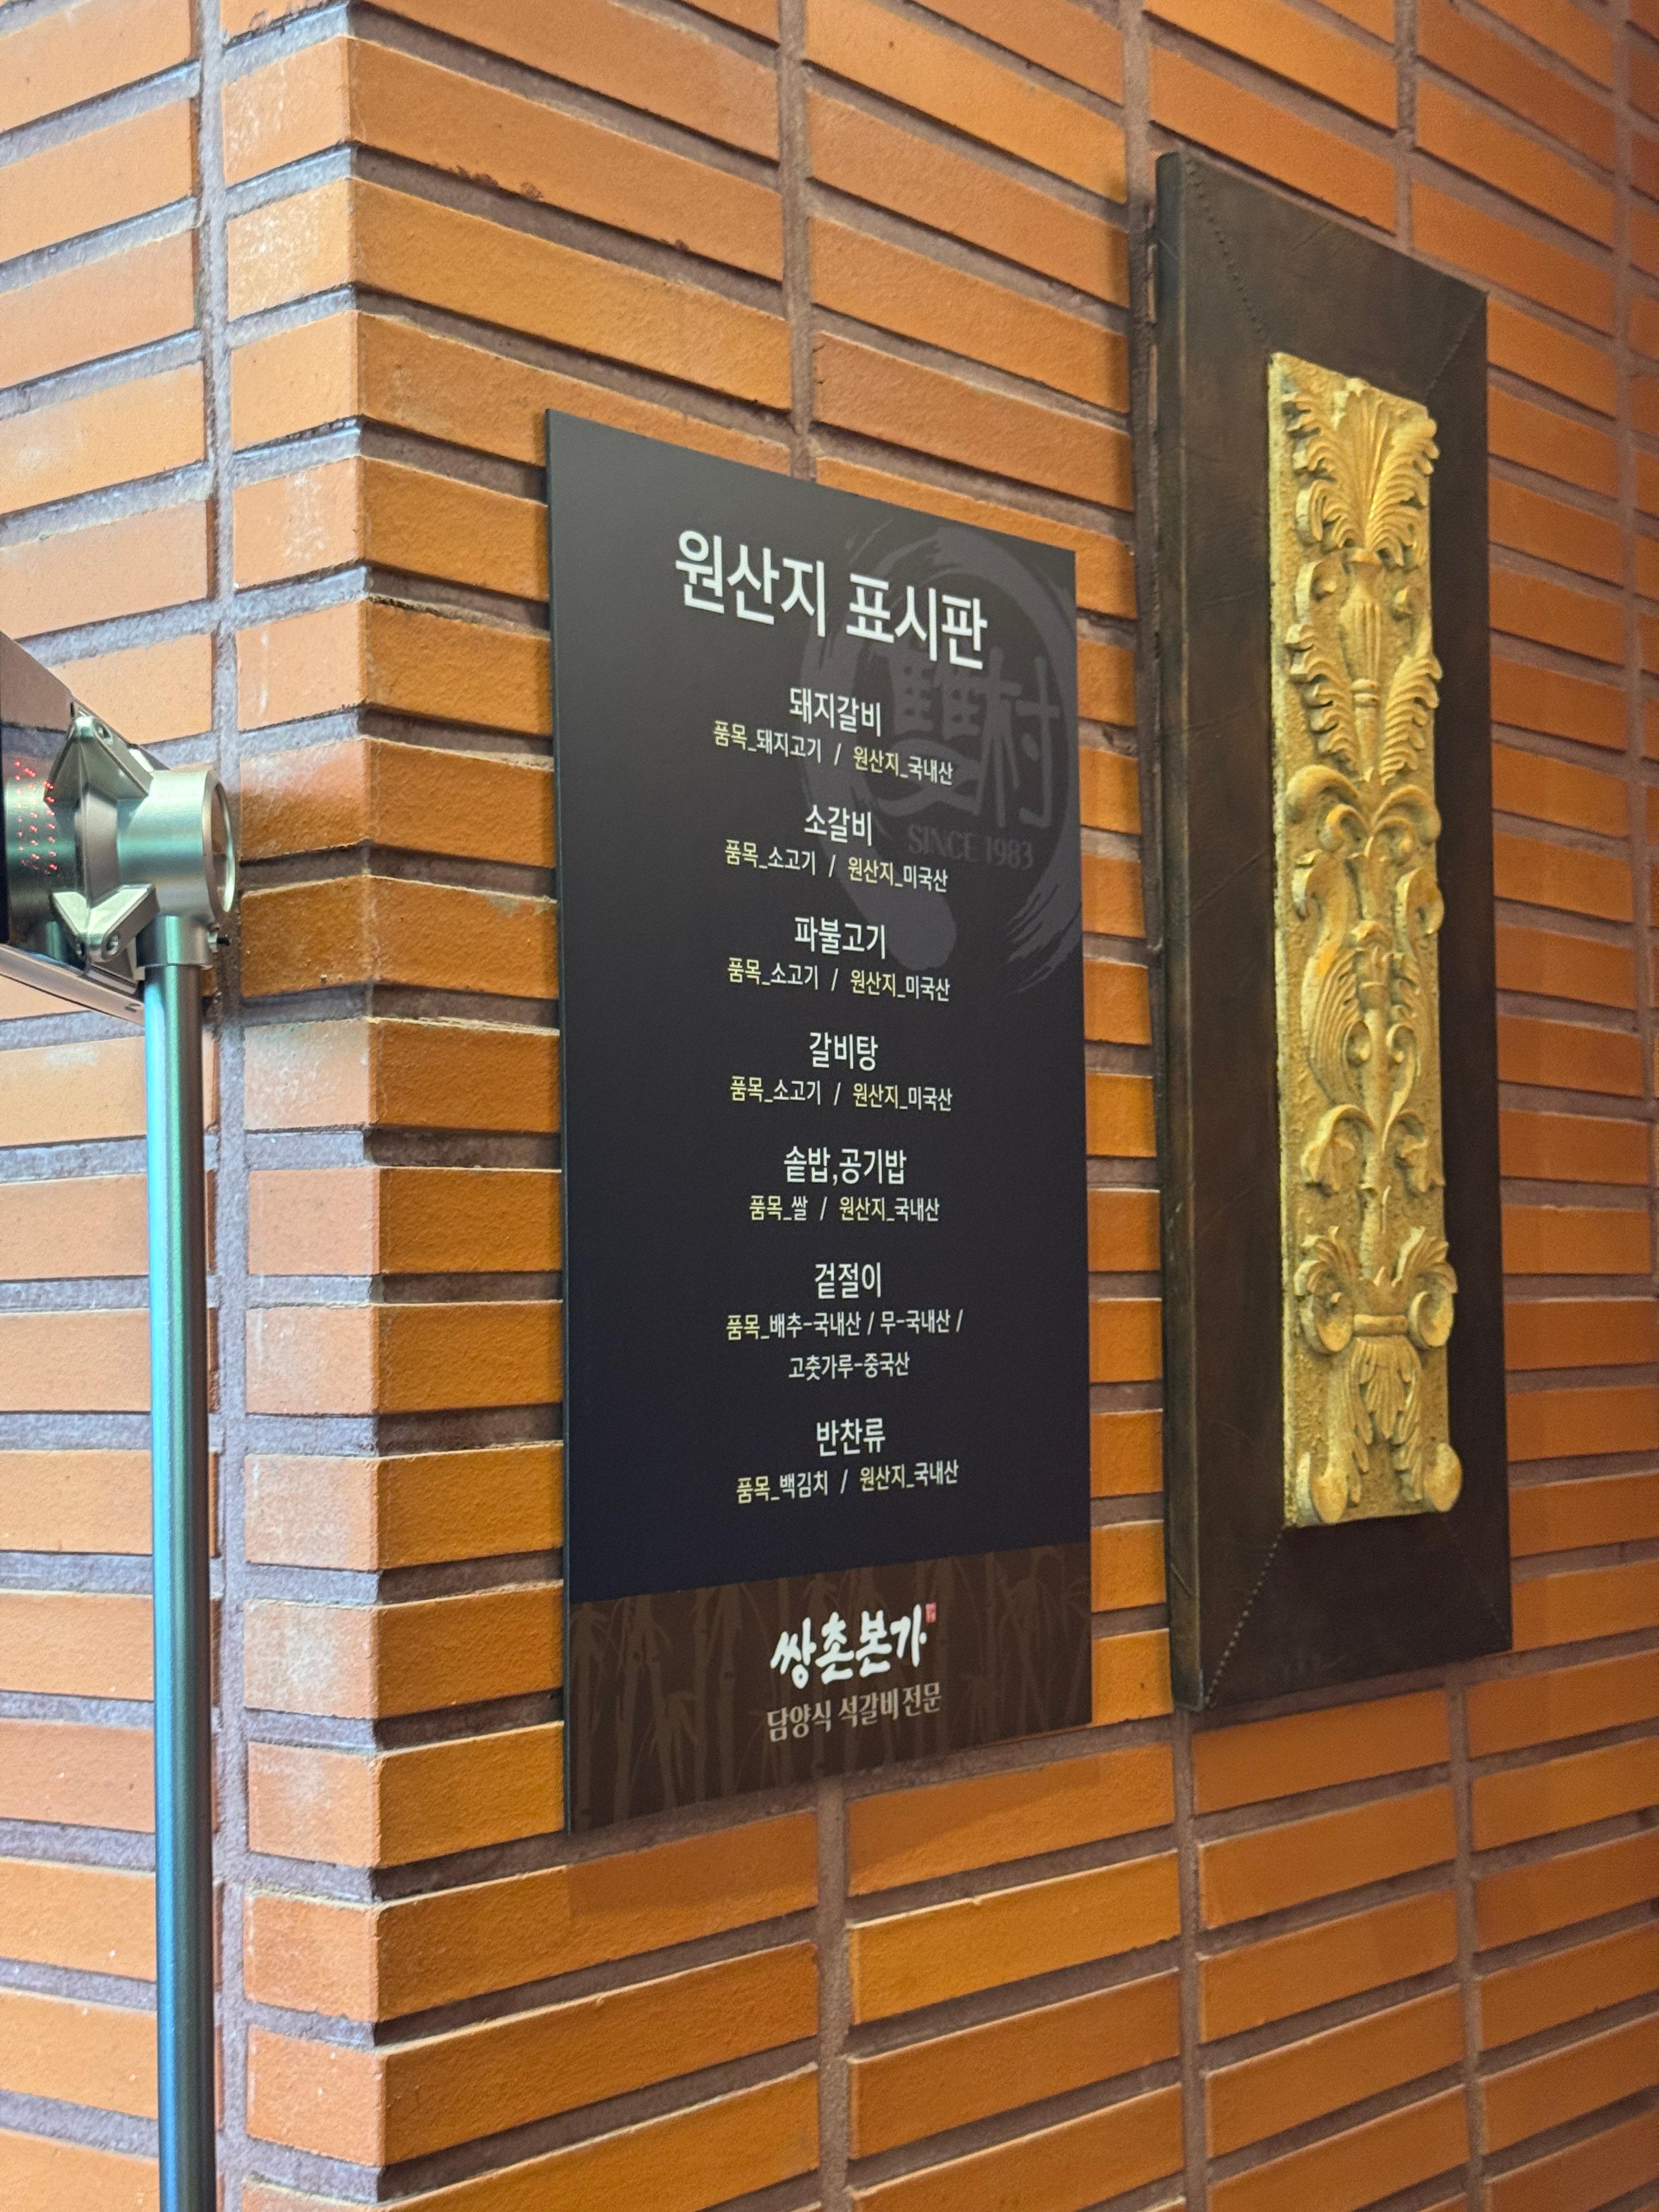 원산지 표시판
돼지갈비
품목_돼지고기 / 원산지_국내산
소갈비
품목_소고기 / 원산지_미국산
파불고기
품목_소고기 / 원산지_미국산
갈비탕
품목_소고기 / 원산지_미국산
솥밥,공기밥
품목_쌀 / 원산지_국내산
겉절이
품목_배추-국내산 / 무-국내산 /
고춧가루-중국산
반찬류
품목_백김치 / 원산지_국내산
雙村
SINCE 1983
쌍촌본가
담양식 석갈비 전문